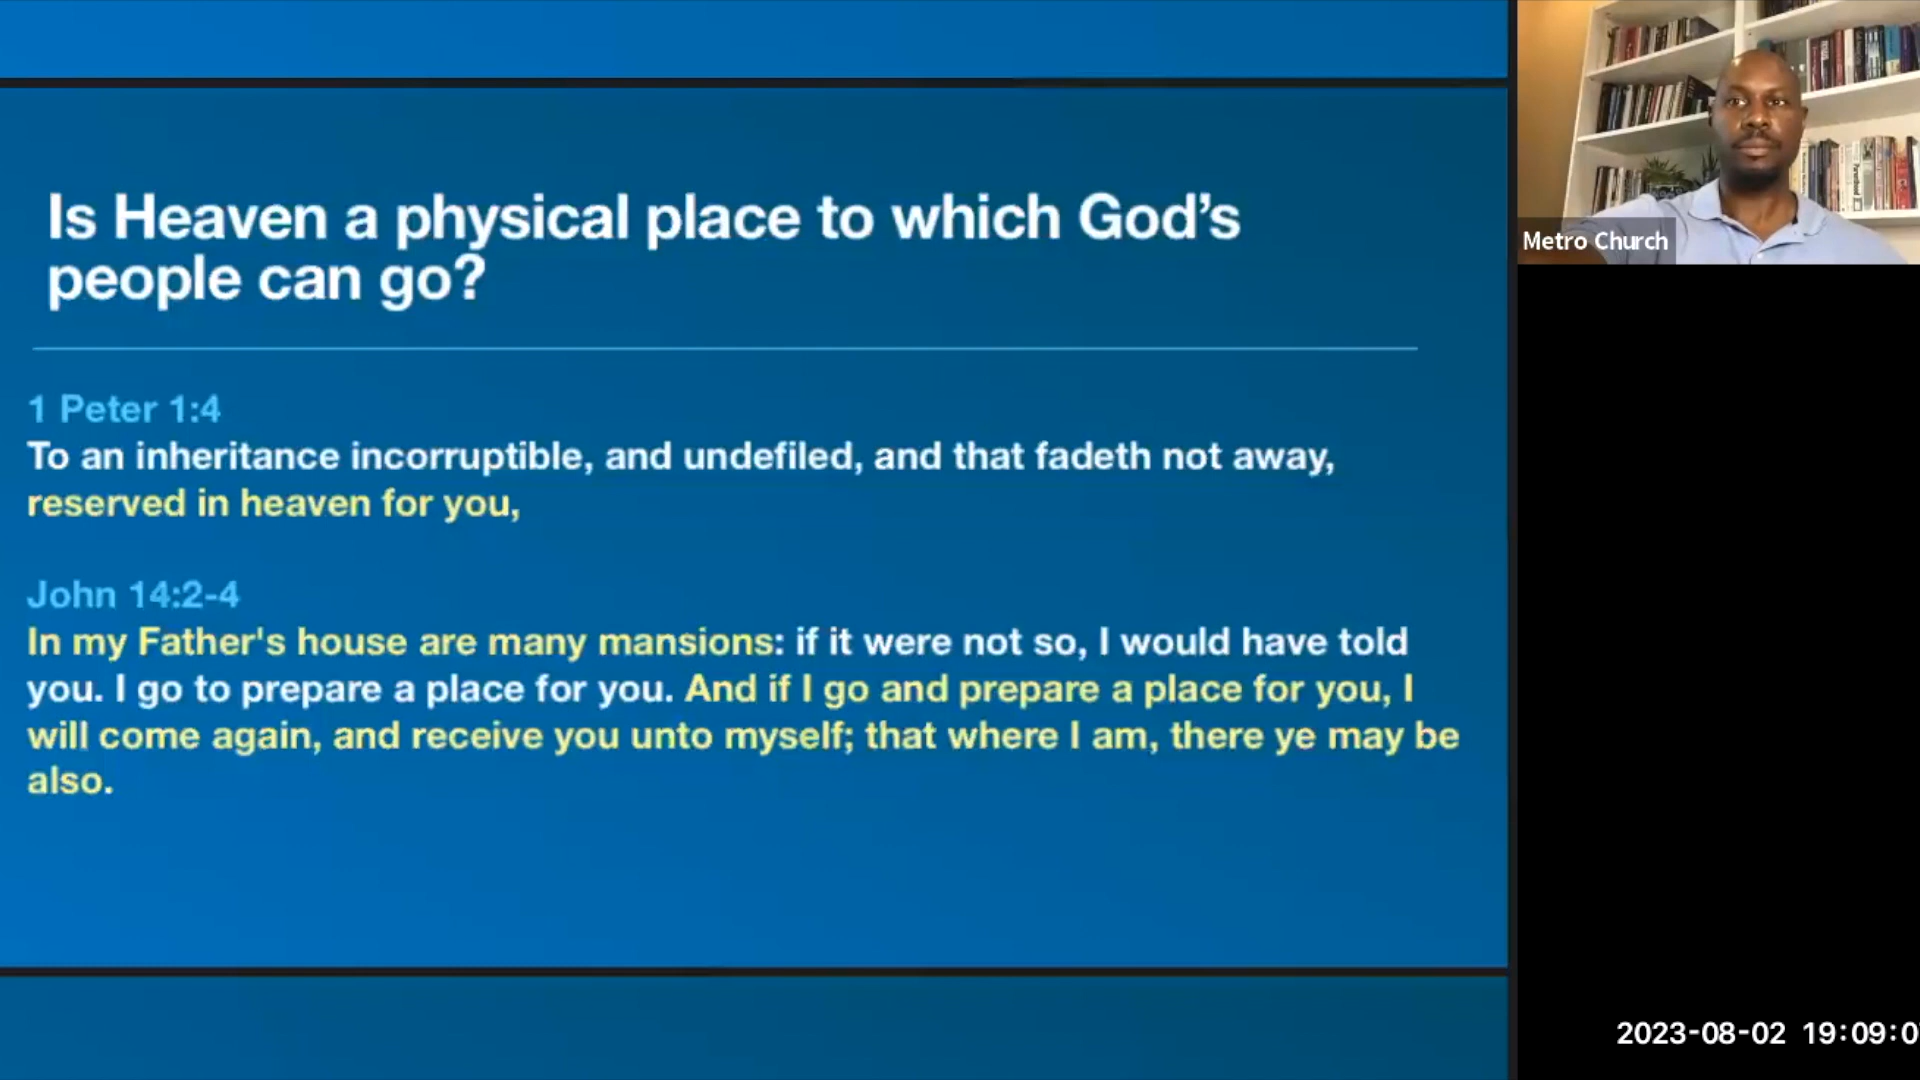 Is Heaven a physical place to which God’s
people can go?
1 Peter 1:4
To an inheritance incorruptible, and undefiled, and that fadeth not away,
reserved in heaven for you,
John 14:2-4
In my Father's house are many mansions: if it were not so, I would have told
you. I go to prepare a place for you. And if I go and prepare a place for you, I
will come again, and receive you unto myself; that where I am, there ye may be
also.
Metro Church
2023-08-02 19:09:0